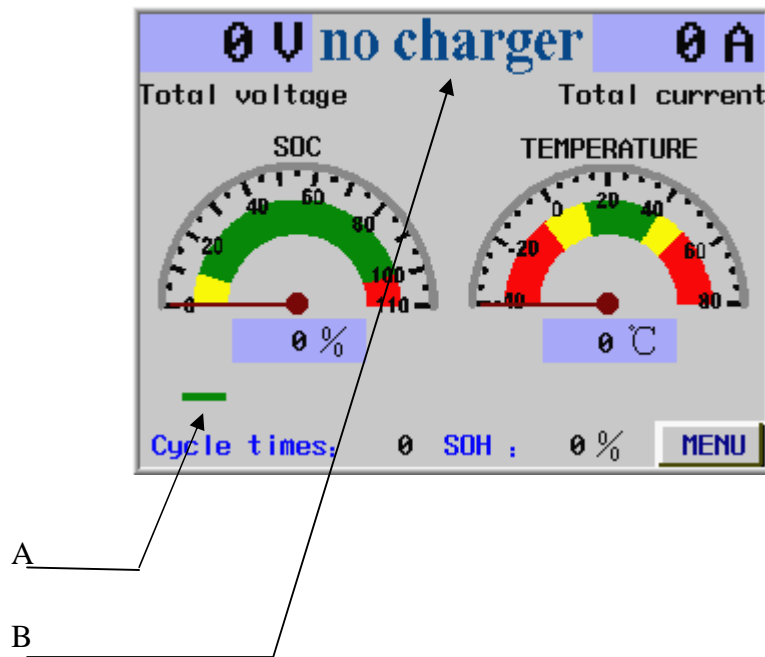 0 V no charger 0 A
Total voltage Total current
SOC TEMPERATURE
0 20 40 60 80 100 110
-40 -20 0 20 40 60 80
0 % 0 ℃
Cycle times: 0 SOH : 0 % MENU
A
B